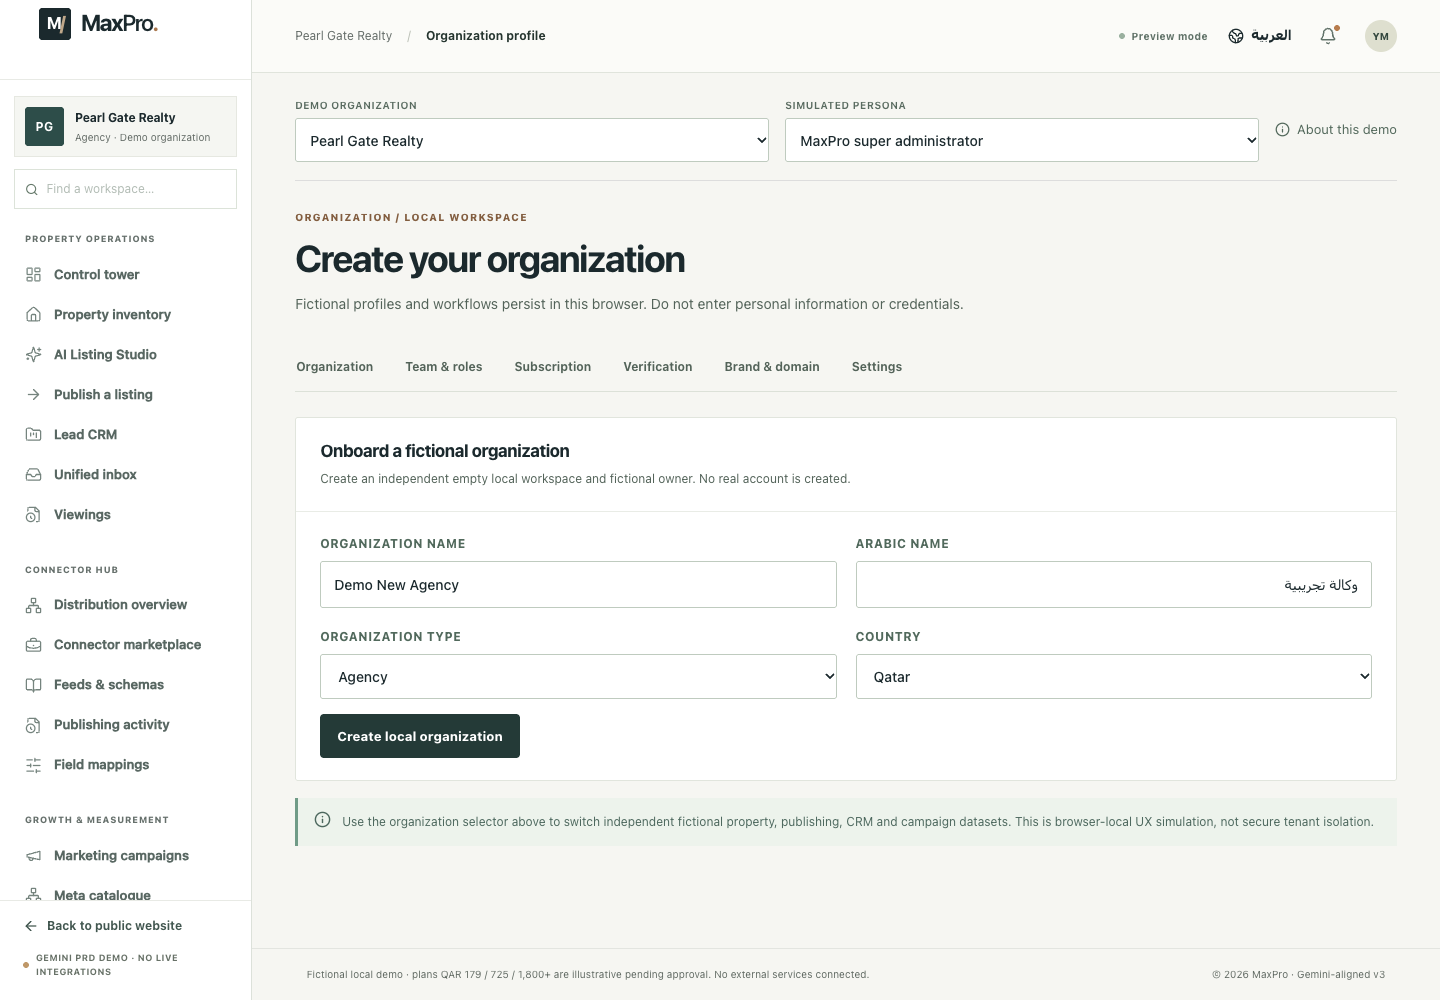 MaxPro.
Pearl Gate Realty / Organization profile
Preview mode
العربية
YM
PG
Pearl Gate Realty
Agency · Demo organization
Find a workspace...
PROPERTY OPERATIONS
Control tower
Property inventory
AI Listing Studio
Publish a listing
Lead CRM
Unified inbox
Viewings
CONNECTOR HUB
Distribution overview
Connector marketplace
Feeds & schemas
Publishing activity
Field mappings
GROWTH & MEASUREMENT
Marketing campaigns
Meta catalogue
Back to public website
GEMINI PRD DEMO · NO LIVE
INTEGRATIONS
DEMO ORGANIZATION
Pearl Gate Realty
SIMULATED PERSONA
MaxPro super administrator
About this demo
ORGANIZATION / LOCAL WORKSPACE
Create your organization
Fictional profiles and workflows persist in this browser. Do not enter personal information or credentials.
Organization
Team & roles
Subscription
Verification
Brand & domain
Settings
Onboard a fictional organization
Create an independent empty local workspace and fictional owner. No real account is created.
ORGANIZATION NAME
Demo New Agency
ARABIC NAME
وكالة تجريبية
ORGANIZATION TYPE
Agency
COUNTRY
Qatar
Create local organization
Use the organization selector above to switch independent fictional property, publishing, CRM and campaign datasets. This is browser-local UX simulation, not secure tenant isolation.
Fictional local demo · plans QAR 179 / 725 / 1,800+ are illustrative pending approval. No external services connected.
© 2026 MaxPro · Gemini-aligned v3